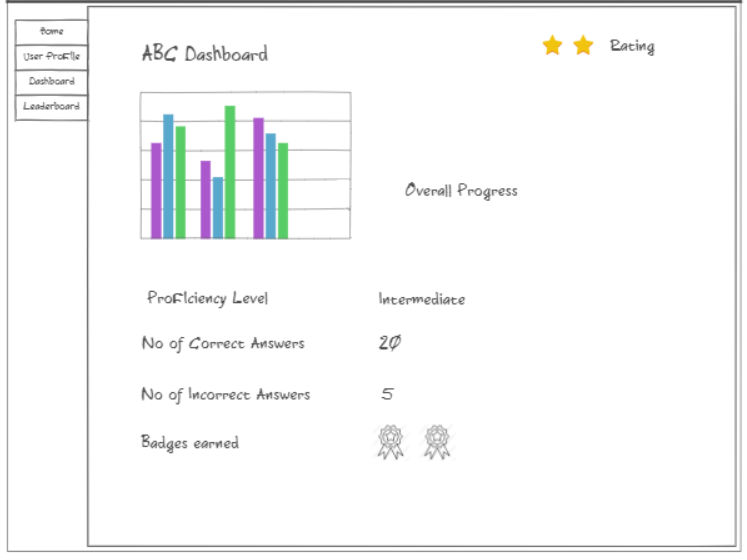 Home
User Profile
Dashboard
Leaderboard
ABC Dashboard
Rating
Overall Progress
Proficiency Level Intermediate
No of Correct Answers 20
No of Incorrect Answers 5
Badges earned